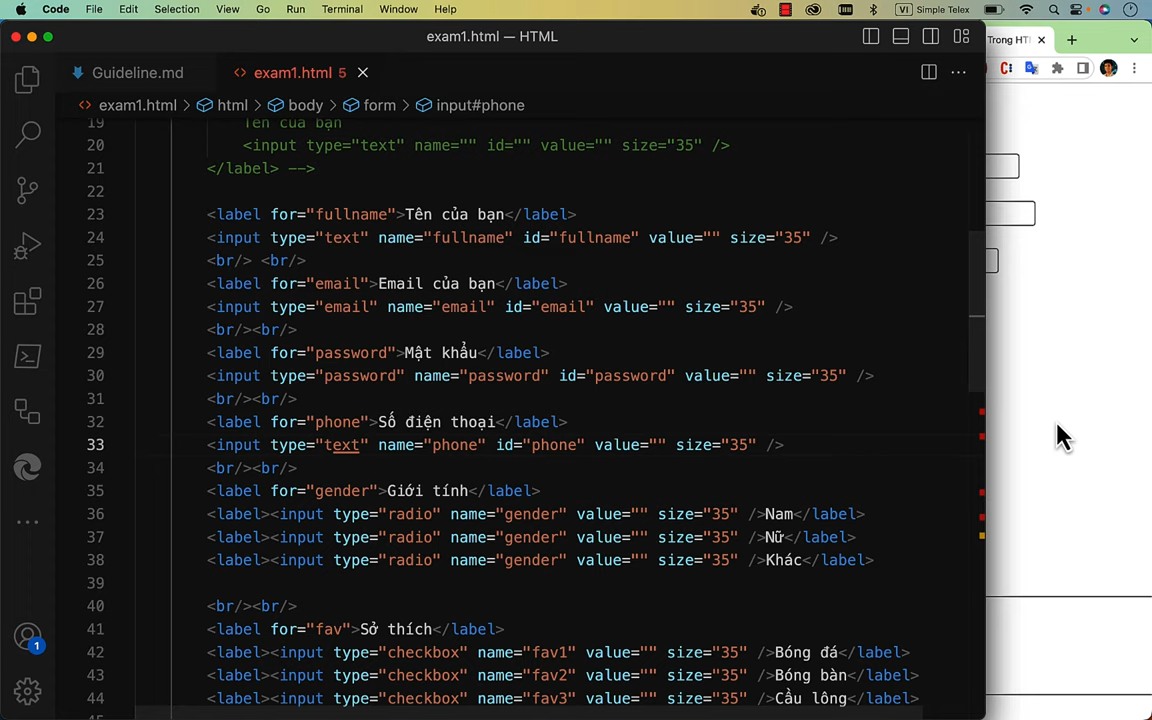 Code File Edit Selection View Go Run Terminal Window Help VI Simple Telex
exam1.html — HTML
Trong HT
Guideline.md
exam1.html 5
exam1.html > html > body > form > input#phone
19 Tên của bạn
20 <input type="text" name="" id="" value="" size="35" />
21 </label> -->
22
23 <label for="fullname">Tên của bạn</label>
24 <input type="text" name="fullname" id="fullname" value="" size="35" />
25 <br/> <br/>
26 <label for="email">Email của bạn</label>
27 <input type="email" name="email" id="email" value="" size="35" />
28 <br/><br/>
29 <label for="password">Mật khẩu</label>
30 <input type="password" name="password" id="password" value="" size="35" />
31 <br/><br/>
32 <label for="phone">Số điện thoại</label>
33 <input type="text" name="phone" id="phone" value="" size="35" />
34 <br/><br/>
35 <label for="gender">Giới tính</label>
36 <label><input type="radio" name="gender" value="" size="35" />Nam</label>
37 <label><input type="radio" name="gender" value="" size="35" />Nữ</label>
38 <label><input type="radio" name="gender" value="" size="35" />Khác</label>
39
40 <br/><br/>
41 <label for="fav">Sở thích</label>
42 <label><input type="checkbox" name="fav1" value="" size="35" />Bóng đá</label>
43 <label><input type="checkbox" name="fav2" value="" size="35" />Bóng bàn</label>
44 <label><input type="checkbox" name="fav3" value="" size="35" />Cầu lông</label>
1